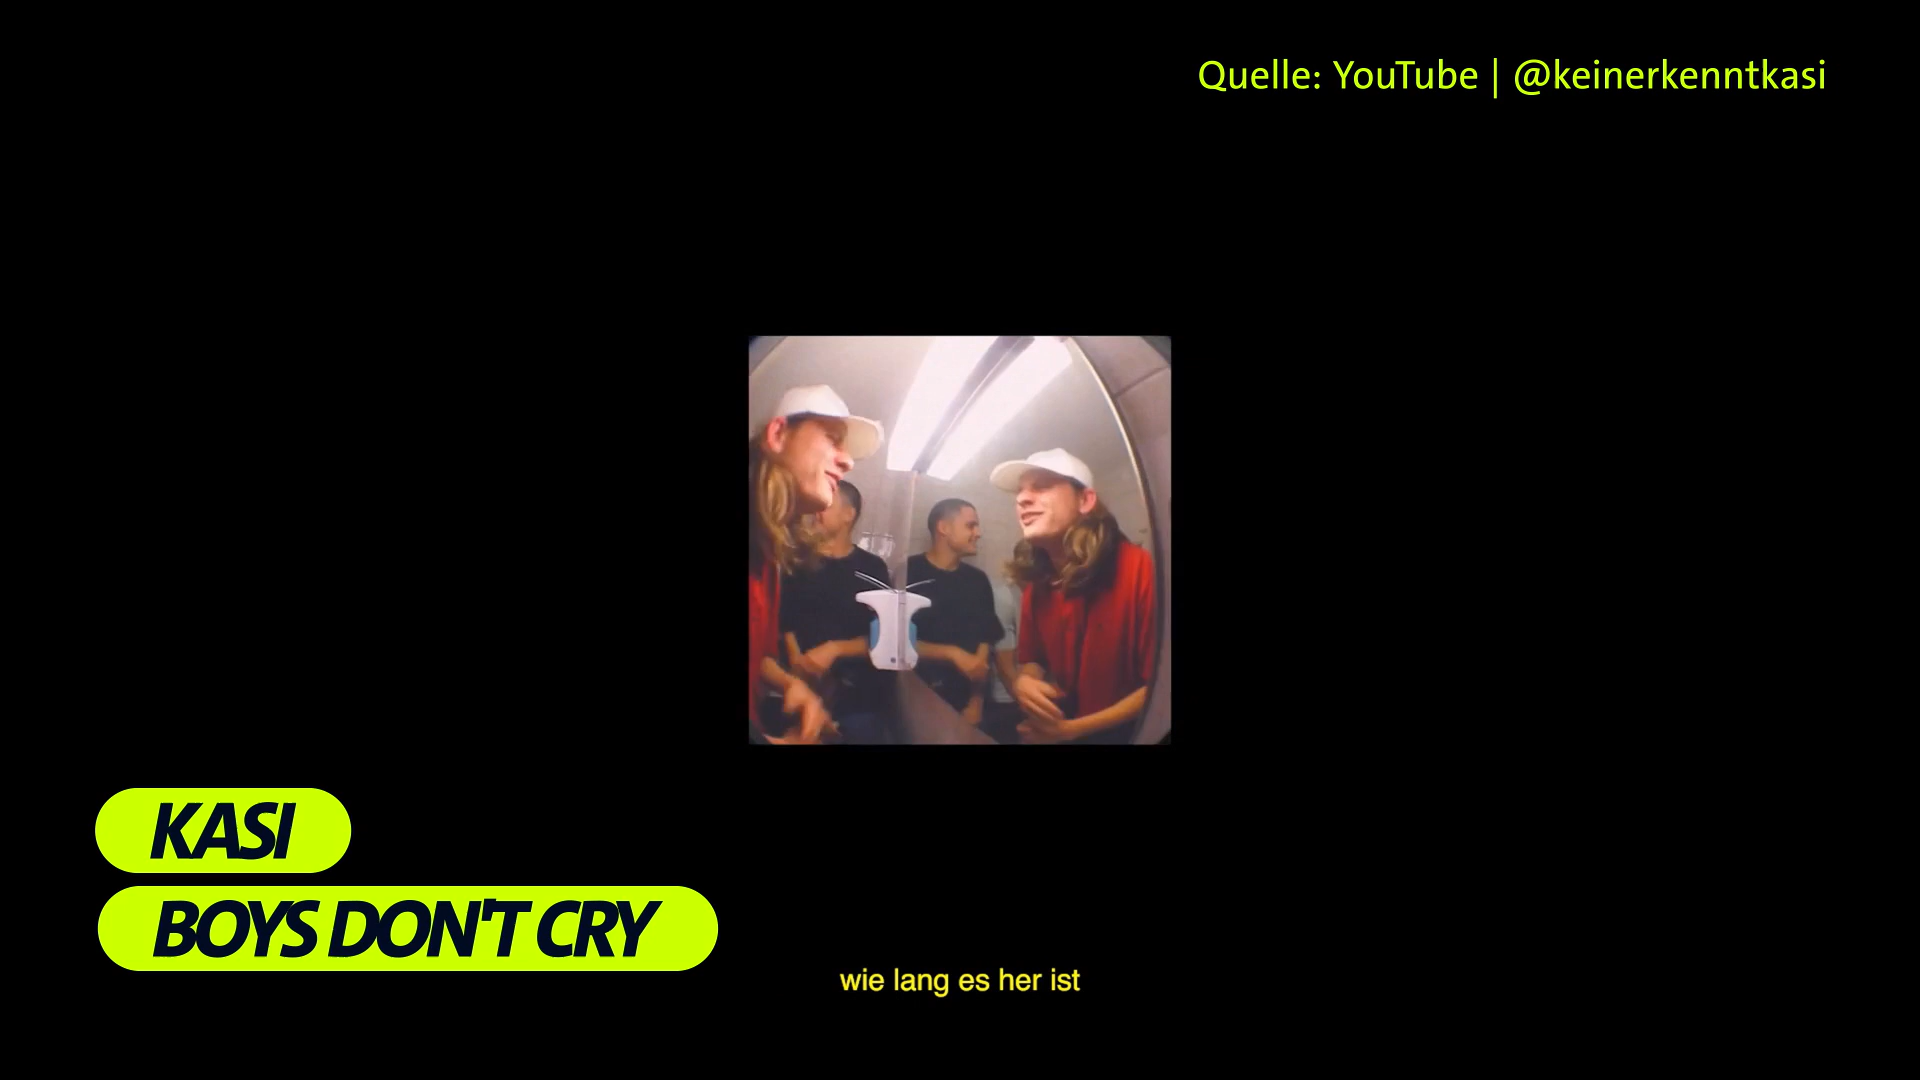 Quelle: YouTube | @keinerkenntkasi
KASI
BOYS DON'T CRY
wie lang es her ist